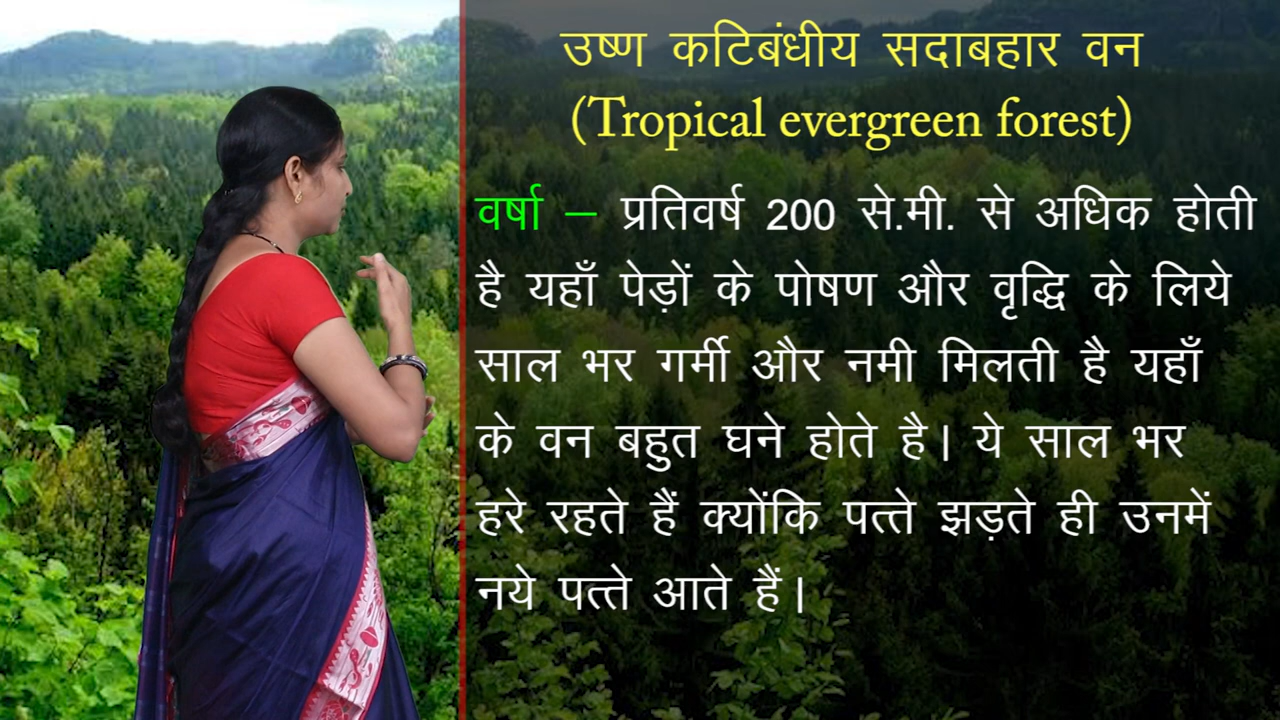 उष्ण कटिबंधीय सदाबहार वन
(Tropical evergreen forest)
वर्षा – प्रतिवर्ष 200 से.मी. से अधिक होती
है यहाँ पेड़ों के पोषण और वृद्धि के लिये
साल भर गर्मी और नमी मिलती है यहाँ
के वन बहुत घने होते है। ये साल भर
हरे रहते हैं क्योंकि पत्ते झड़ते ही उनमें
नये पत्ते आते हैं।